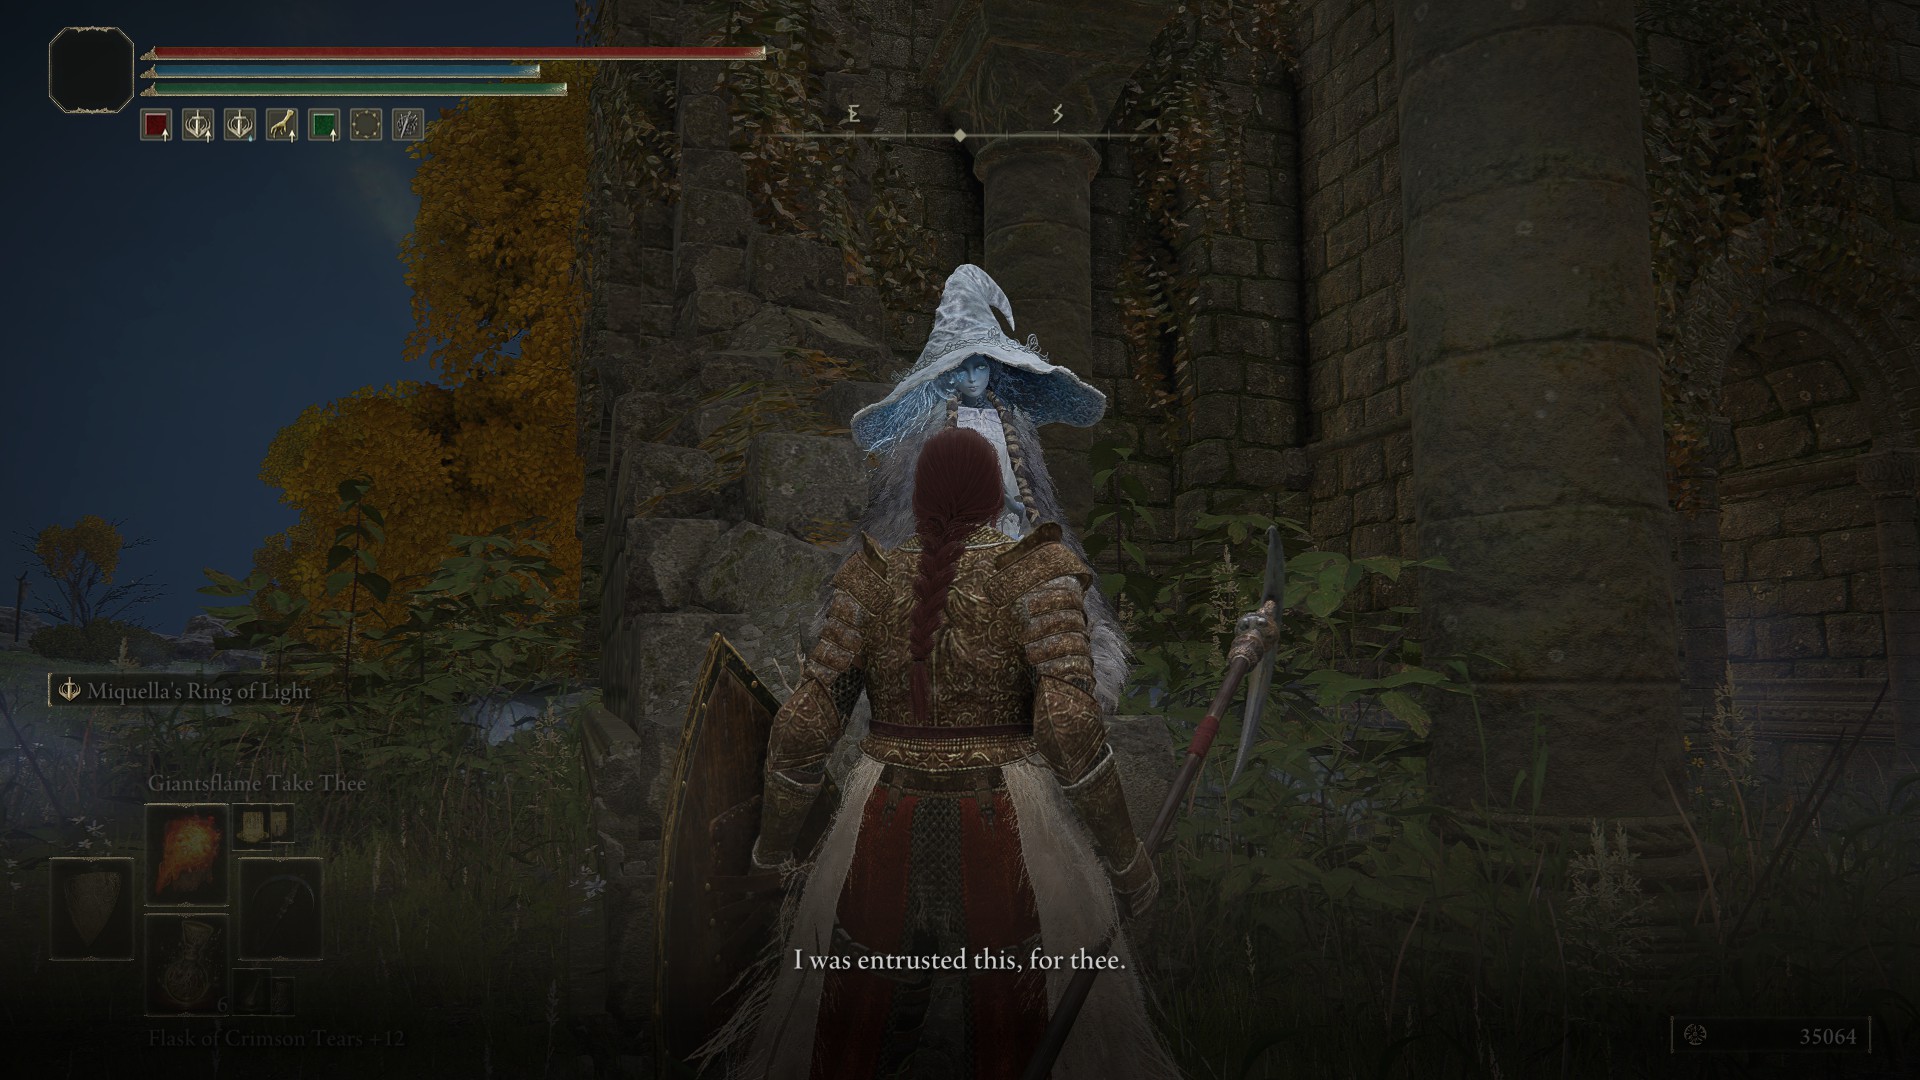 E S
Miquella's Ring of Light
Giantsflame Take Thee
6
Flask of Crimson Tears +12
I was entrusted this, for thee.
35064